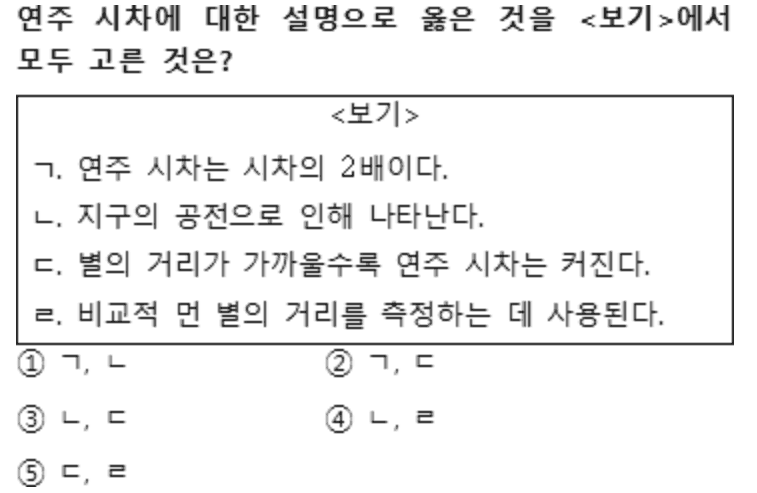 연주 시차에 대한 설명으로 옳은 것을 <보기>에서
모두 고른 것은?
<보기>
ㄱ. 연주 시차는 시차의 2배이다.
ㄴ. 지구의 공전으로 인해 나타난다.
ㄷ. 별의 거리가 가까울수록 연주 시차는 커진다.
ㄹ. 비교적 먼 별의 거리를 측정하는 데 사용된다.
① ㄱ, ㄴ ② ㄱ, ㄷ
③ ㄴ, ㄷ ④ ㄴ, ㄹ
⑤ ㄷ, ㄹ